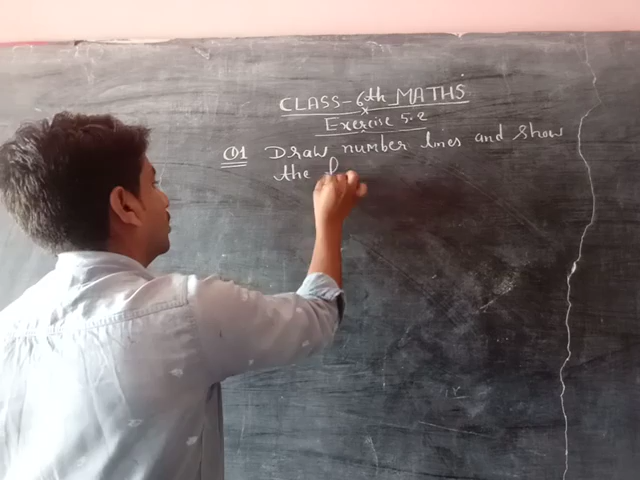 CLASS-6th MATHS
Exercise 5.2
Q1 Draw number lines and show
the